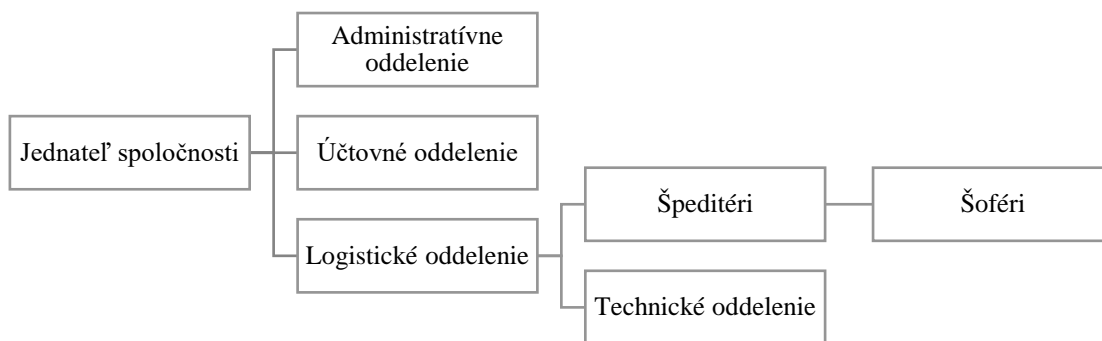 Administratívne
oddelenie
Jednateľ spoločnosti
Účtovné oddelenie
Špeditéri
Šoféri
Logistické oddelenie
Technické oddelenie